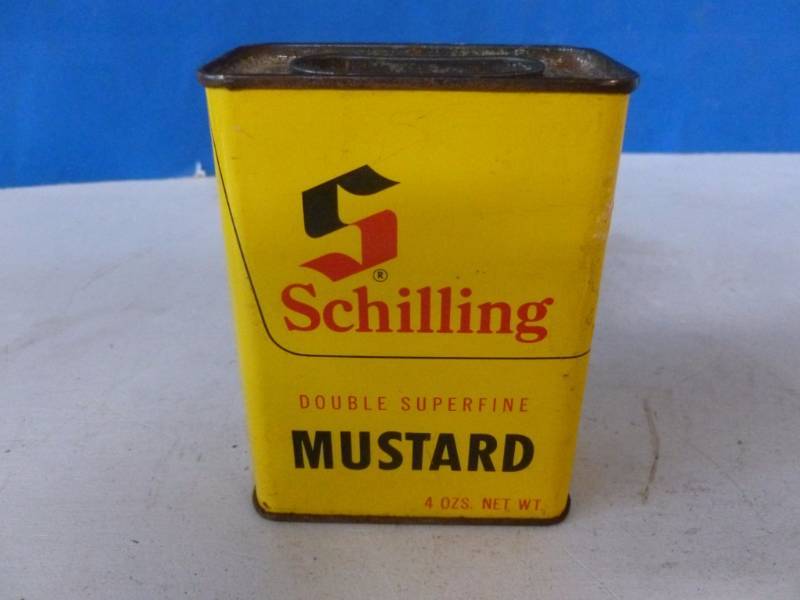 S
®
Schilling
DOUBLE SUPERFINE
MUSTARD
4 OZS. NET WT.